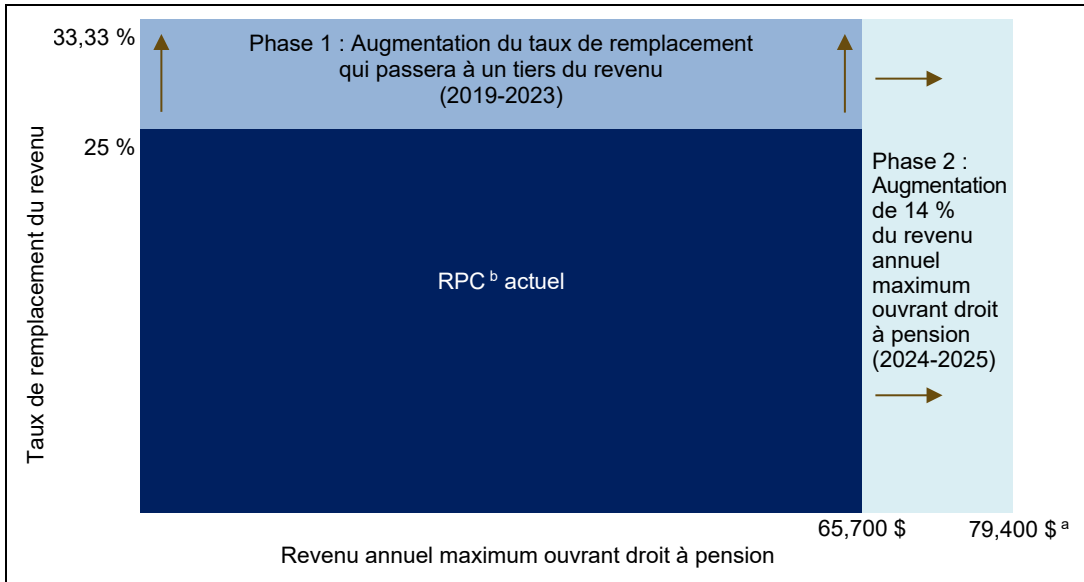 33,33 %
Phase 1 : Augmentation du taux de remplacement
qui passera à un tiers du revenu
(2019-2023)
25 %
Taux de remplacement du revenu
RPC ᵇ actuel
Phase 2 :
Augmentation
de 14 %
du revenu
annuel
maximum
ouvrant droit
à pension
(2024-2025)
65,700 $
79,400 $ ᵃ
Revenu annuel maximum ouvrant droit à pension